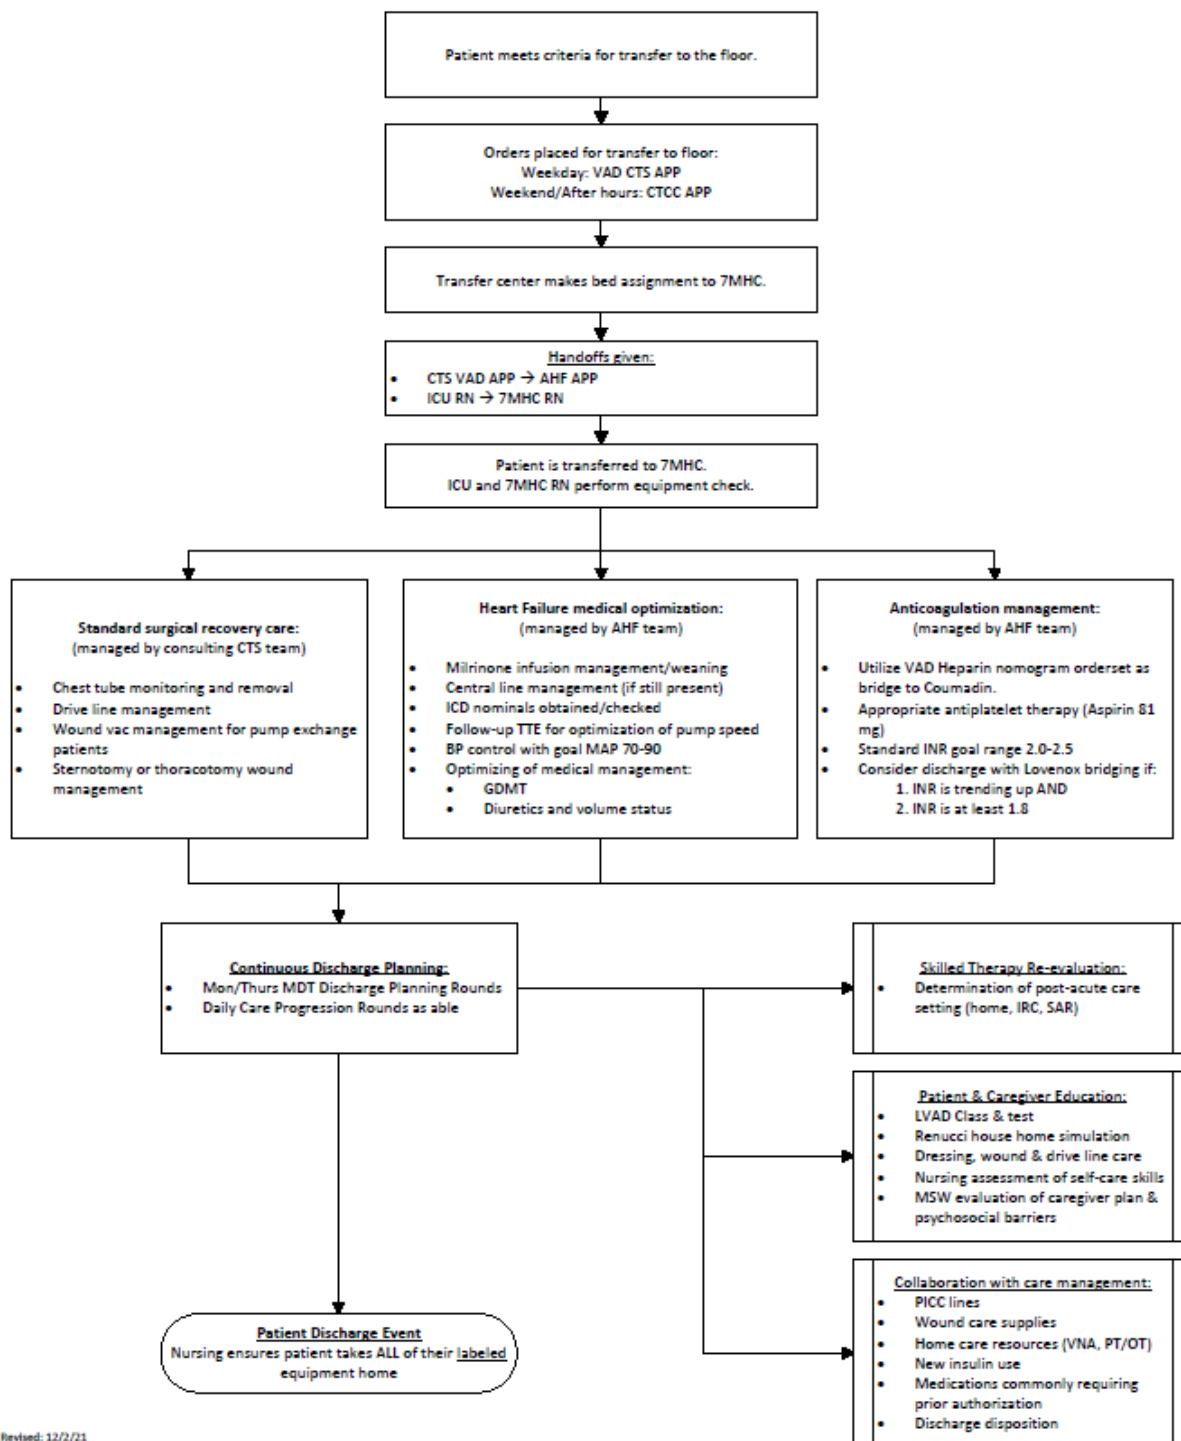 Patient meets criteria for transfer to the floor.
Orders placed for transfer to floor:
Weekday: VAD CTS APP
Weekend/After hours: CTCC APP
Transfer center makes bed assignment to 7MHC.
Handoffs given:
• CTS VAD APP → AHF APP
• ICU RN → 7MHC RN
Patient is transferred to 7MHC.
ICU and 7MHC RN perform equipment check.
Standard surgical recovery care:
(managed by consulting CTS team)
• Chest tube monitoring and removal
• Drive line management
• Wound vac management for pump exchange
patients
• Sternotomy or thoracotomy wound
management
Heart Failure medical optimization:
(managed by AHF team)
• Milrinone infusion management/weaning
• Central line management (if still present)
• ICD nominals obtained/checked
• Follow-up TTE for optimization of pump speed
• BP control with goal MAP 70-90
• Optimizing of medical management:
• GDMT
• Diuretics and volume status
Anticoagulation management:
(managed by AHF team)
• Utilize VAD Heparin nomogram orderset as
bridge to Coumadin.
• Appropriate antiplatelet therapy (Aspirin 81
mg)
• Standard INR goal range 2.0-2.5
• Consider discharge with Lovenox bridging if:
1. INR is trending up AND
2. INR is at least 1.8
Continuous Discharge Planning:
• Mon/Thurs MDT Discharge Planning Rounds
• Daily Care Progression Rounds as able
Skilled Therapy Re-evaluation:
• Determination of post-acute care
setting (home, IRC, SAR)
Patient & Caregiver Education:
• LVAD Class & test
• Renucci house home simulation
• Dressing, wound & drive line care
• Nursing assessment of self-care skills
• MSW evaluation of caregiver plan &
psychosocial barriers
Collaboration with care management:
• PICC lines
• Wound care supplies
• Home care resources (VNA, PT/OT)
• New insulin use
• Medications commonly requiring
prior authorization
• Discharge disposition
Patient Discharge Event
Nursing ensures patient takes ALL of their labeled
equipment home
Revised: 12/2/21